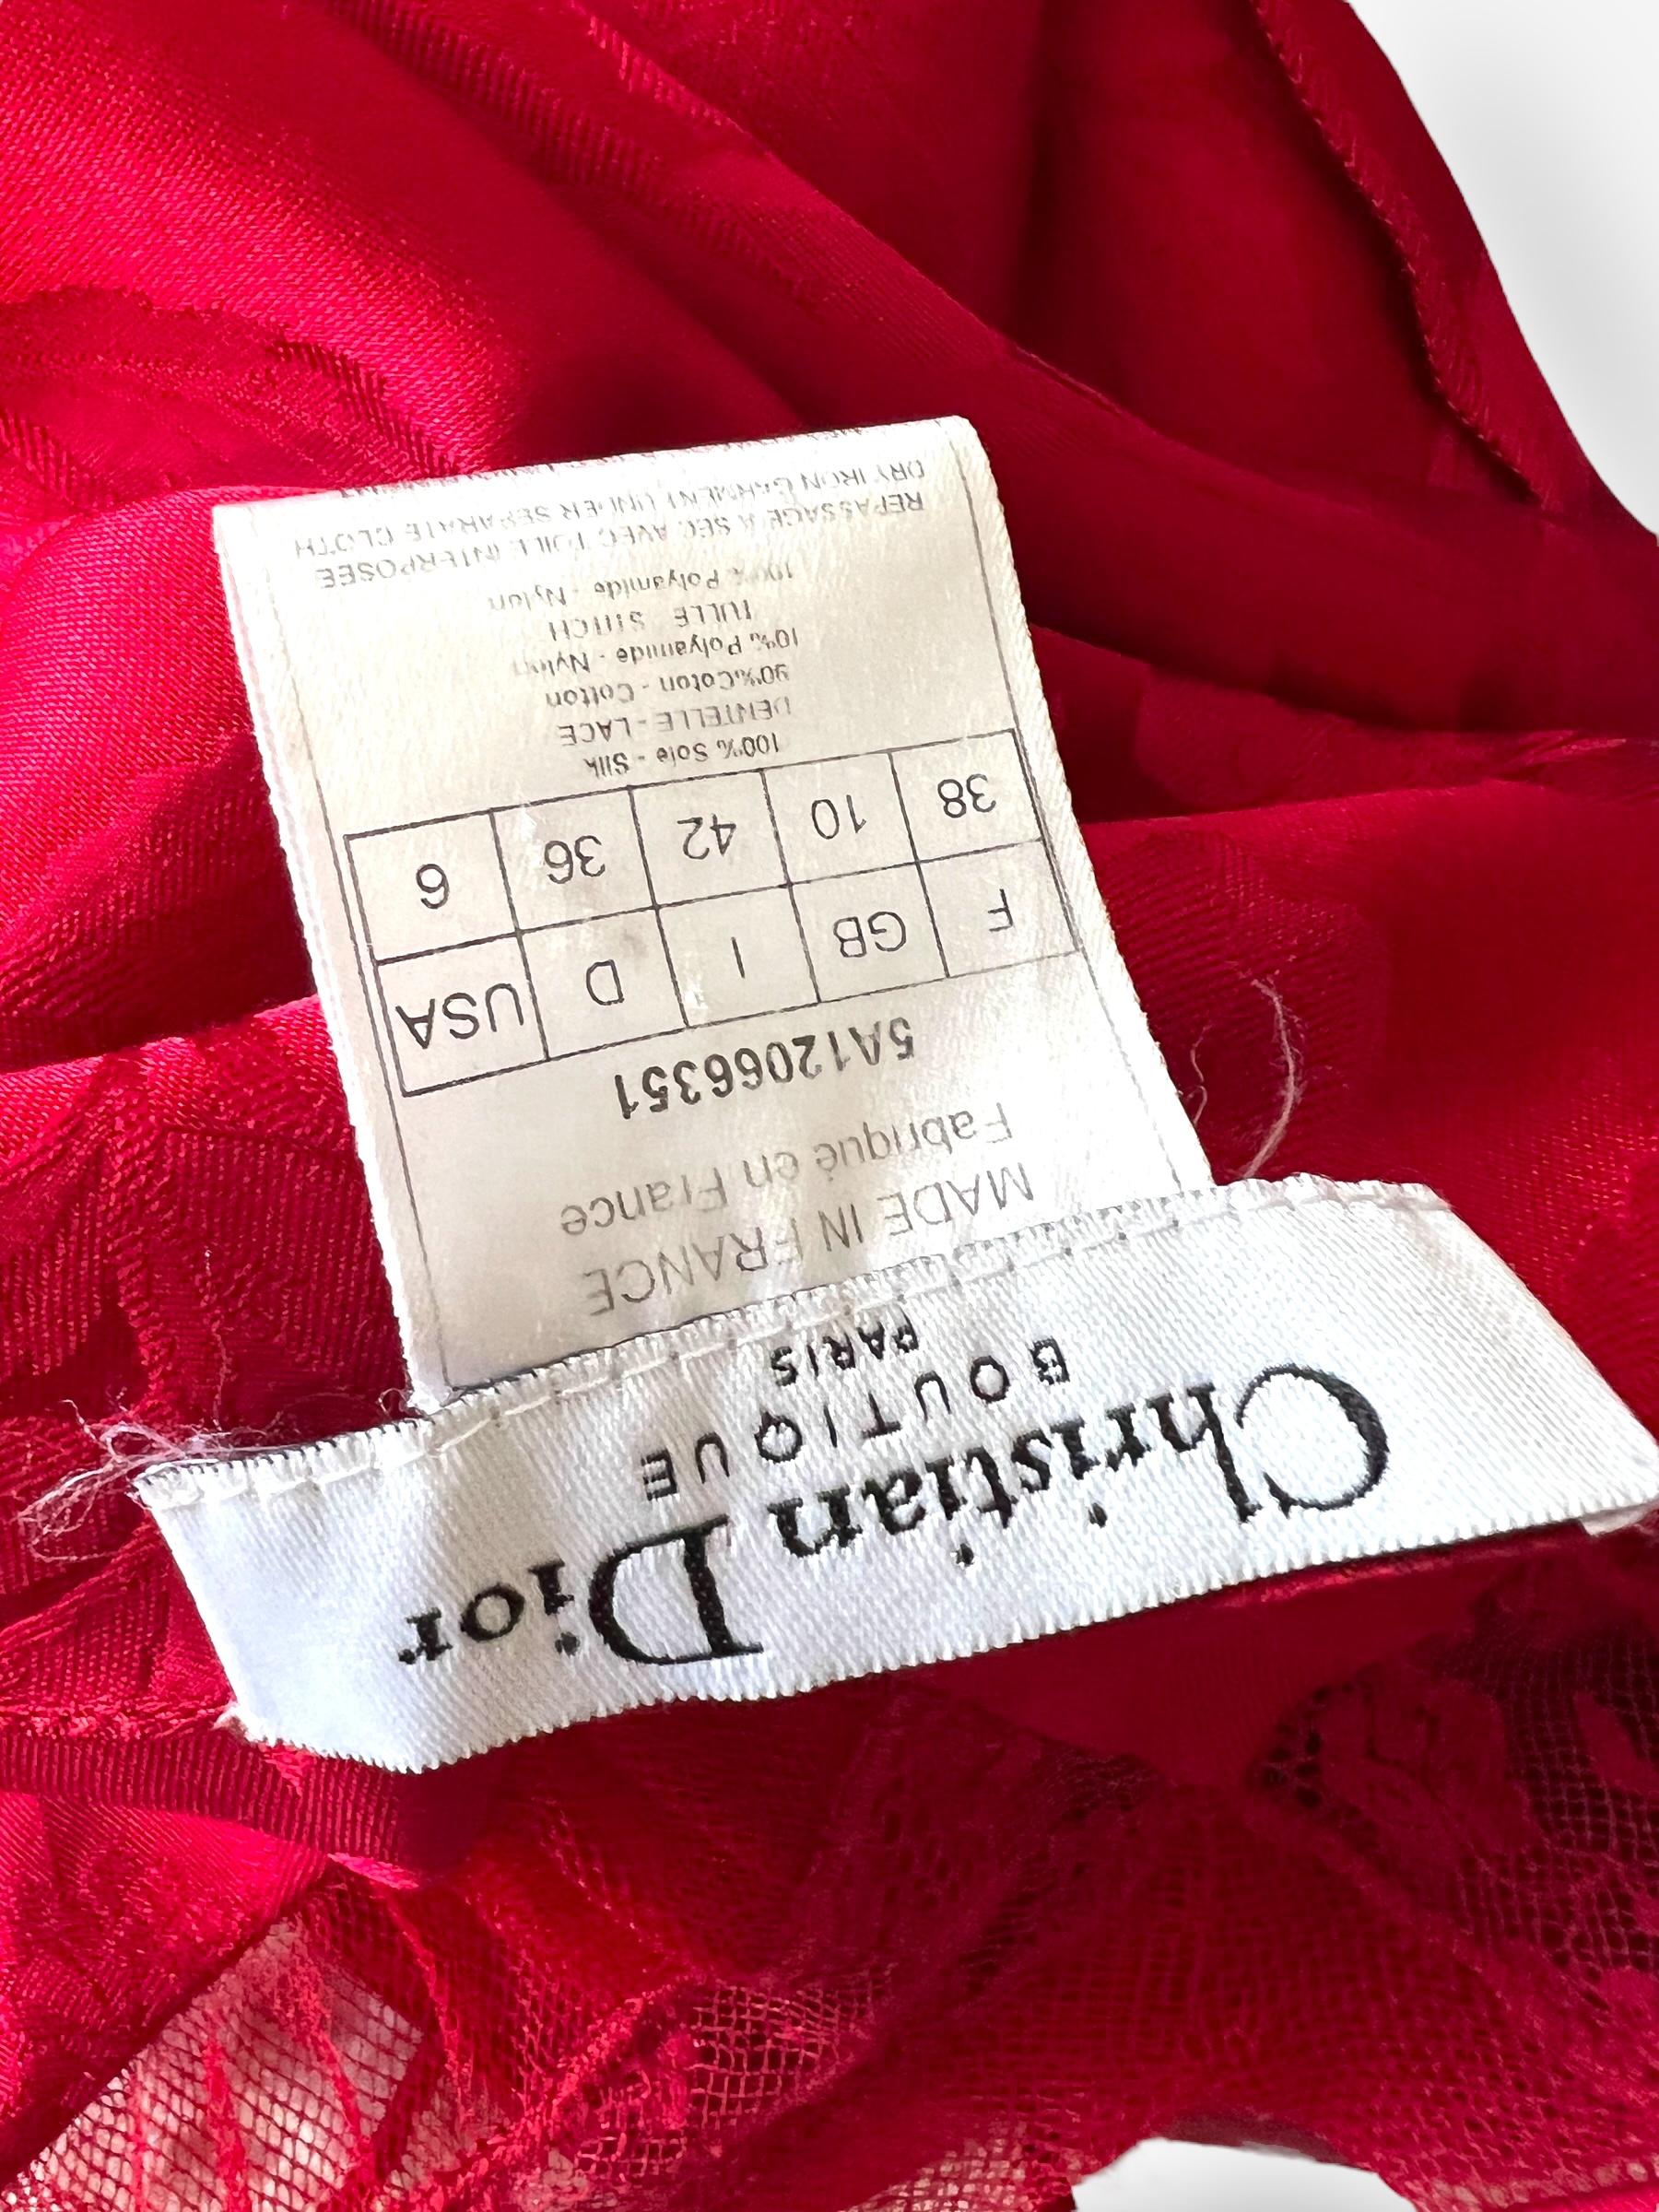 Christian Dior
BOUTIQUE
PARIS
MADE IN FRANCE
Fabriqué en France
5A12066351
F GB I D USA
38 10 42 36 6
100% Soie - Silk
DENTELLE - LACE
90%Coton - Cotton
10% Polyamide - Nylon
TULLE STITCH
100% Polyamide - Nylon
REPASSAGE A SEC AVEC TOILE INTERPOSEE
DRY IRON GARMENT UNDER SEPARATE CLOTH